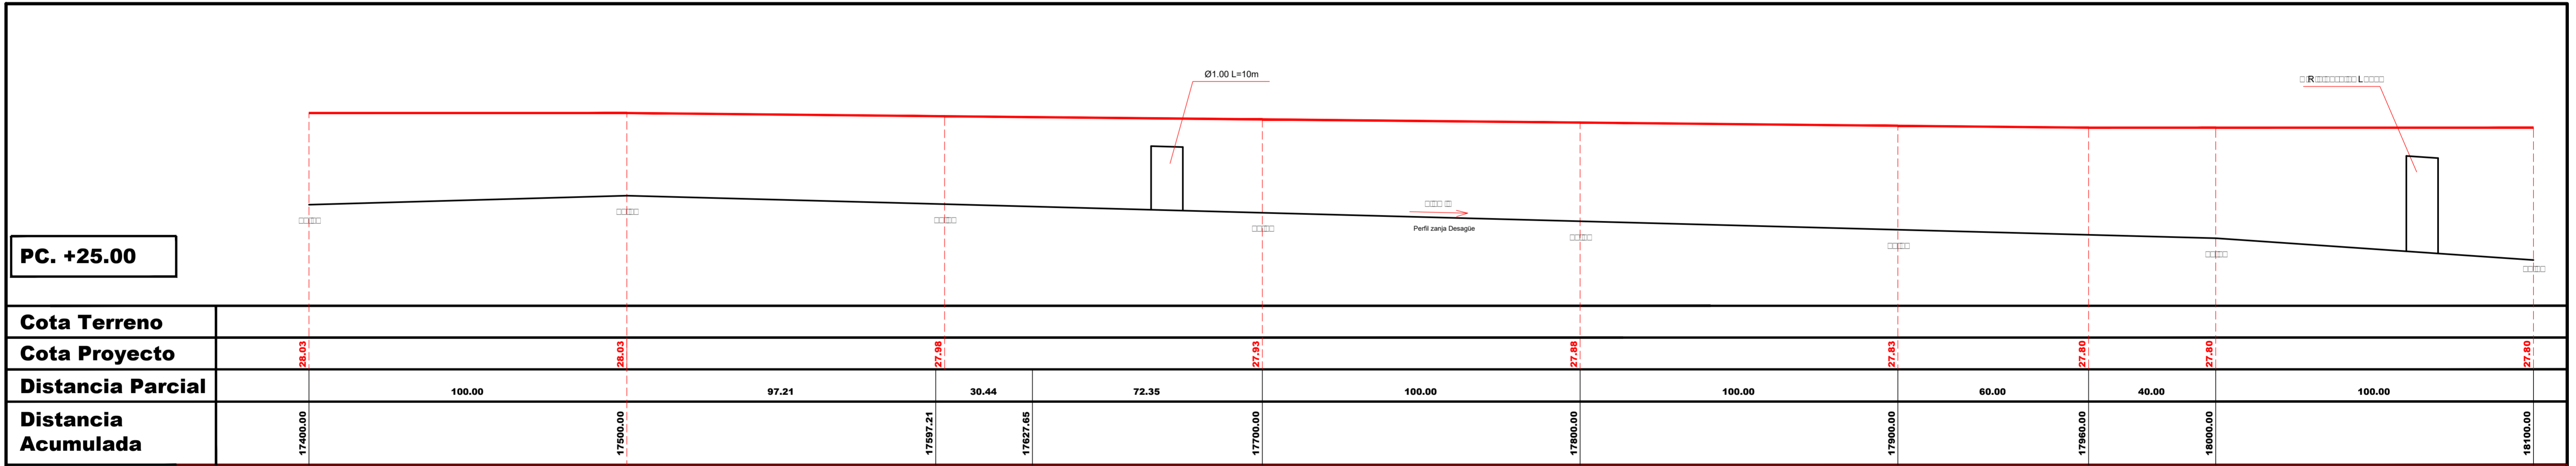 Ø1.00 L=10m
R L
Perfil zanja Desagüe
PC. +25.00
Cota Terreno
Cota Proyecto
28.03 28.03 27.98 27.93 27.88 27.83 27.80 27.80 27.80
Distancia Parcial
100.00 97.21 30.44 72.35 100.00 100.00 60.00 40.00 100.00
Distancia
Acumulada
17400.00 17500.00 17597.21 17627.65 17700.00 17800.00 17900.00 17960.00 18000.00 18100.00